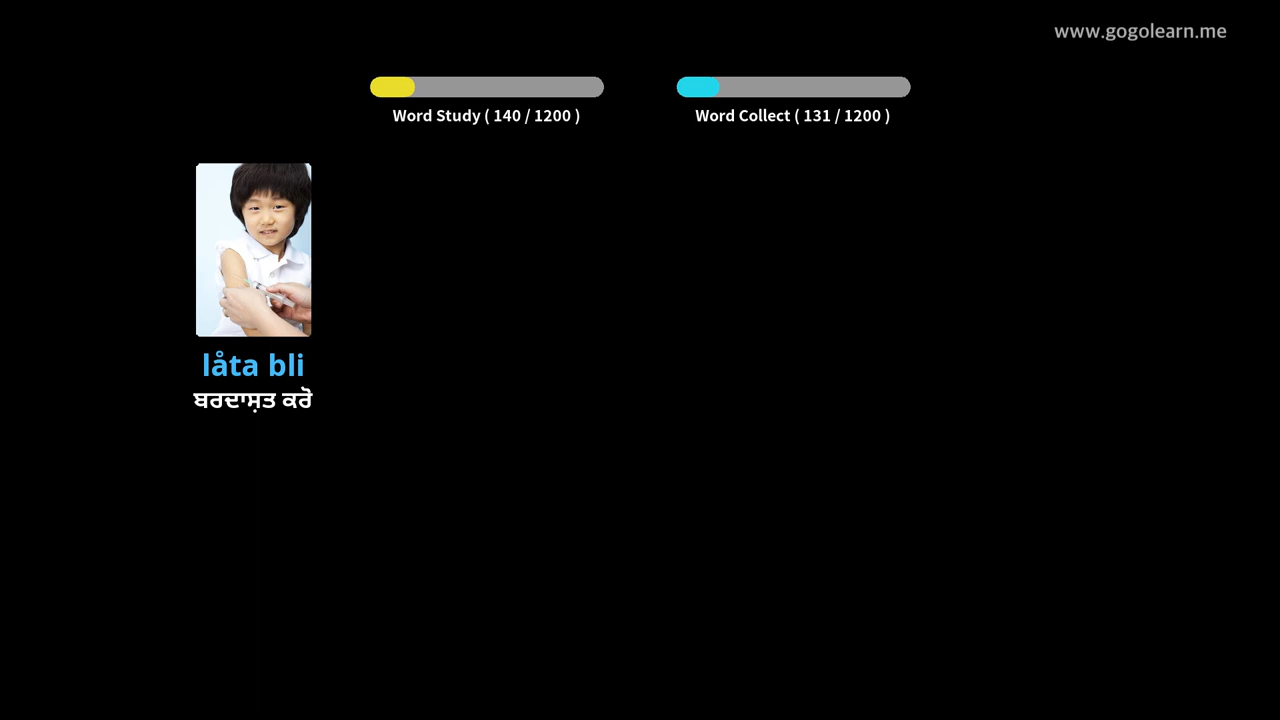 www.gogolearn.me
Word Study ( 140 / 1200 )
Word Collect ( 131 / 1200 )
låta bli
ਬਰਦਾਸ਼ਤ ਕਰੋ